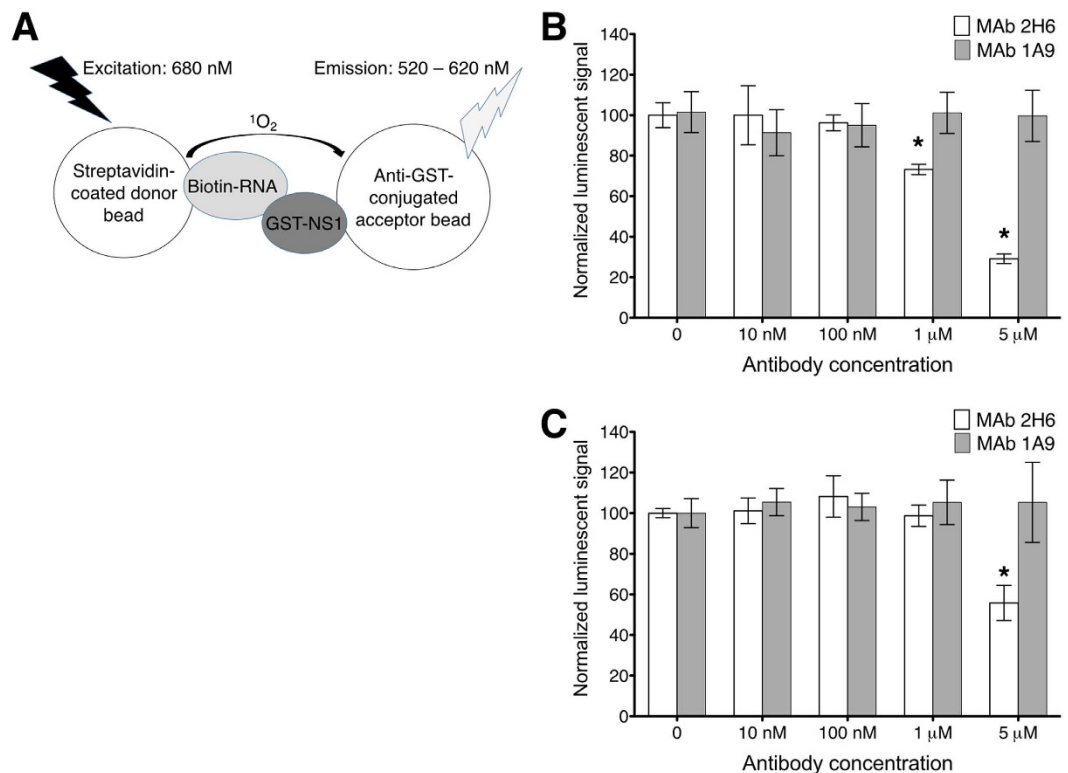 A
Excitation: 680 nM
Emission: 520 – 620 nM
¹O₂
Streptavidin-
coated donor
bead
Biotin-RNA
GST-NS1
Anti-GST-
conjugated
acceptor bead
B
MAb 2H6
MAb 1A9
Normalized luminescent signal
140
120
100
80
60
40
20
0
*
*
0 10 nM 100 nM 1 μM 5 μM
Antibody concentration
C
MAb 2H6
MAb 1A9
Normalized luminescent signal
140
120
100
80
60
40
20
0
*
0 10 nM 100 nM 1 μM 5 μM
Antibody concentration